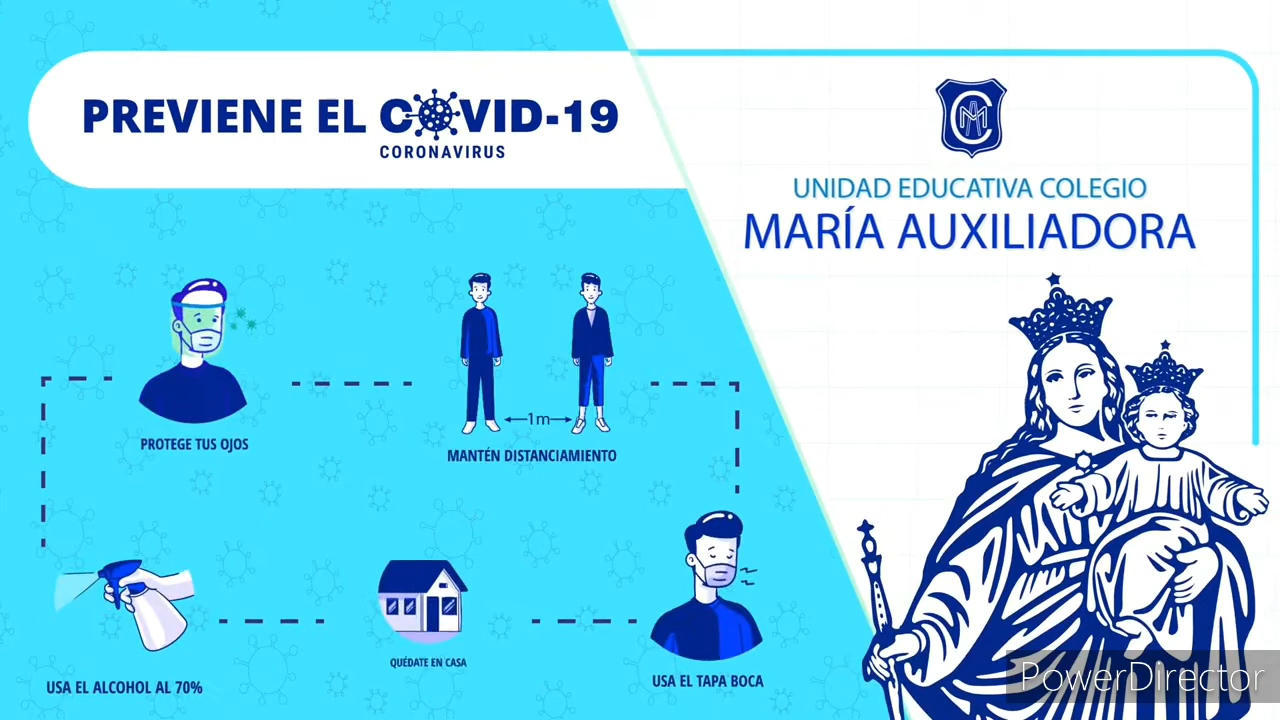 PREVIENE EL COVID-19
CORONAVIRUS
UNIDAD EDUCATIVA COLEGIO
MARÍA AUXILIADORA
PROTEGE TUS OJOS
1m
MANTÉN DISTANCIAMIENTO
USA EL ALCOHOL AL 70%
QUÉDATE EN CASA
USA EL TAPA BOCA
PowerDirector